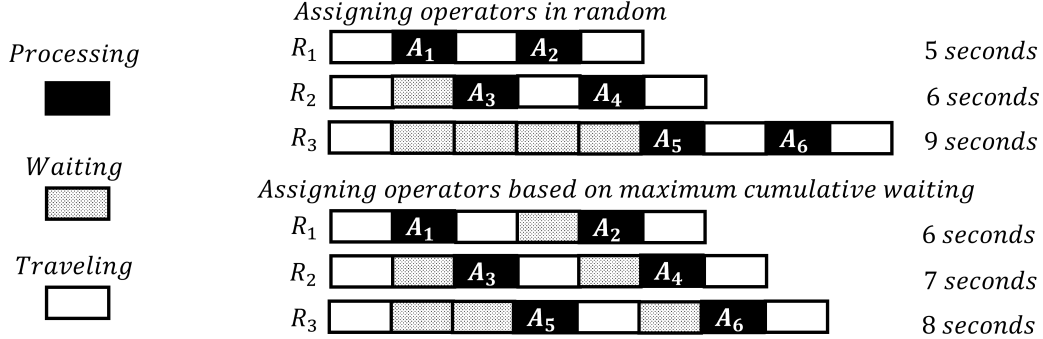 Assigning operators in random
Processing
Waiting
Traveling
R₁ A₁ A₂ 5 seconds
R₂ A₃ A₄ 6 seconds
R₃ A₅ A₆ 9 seconds
Assigning operators based on maximum cumulative waiting
R₁ A₁ A₂ 6 seconds
R₂ A₃ A₄ 7 seconds
R₃ A₅ A₆ 8 seconds